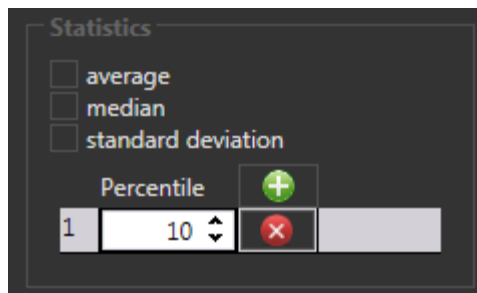 Statistics
average
median
standard deviation
Percentile
1 10